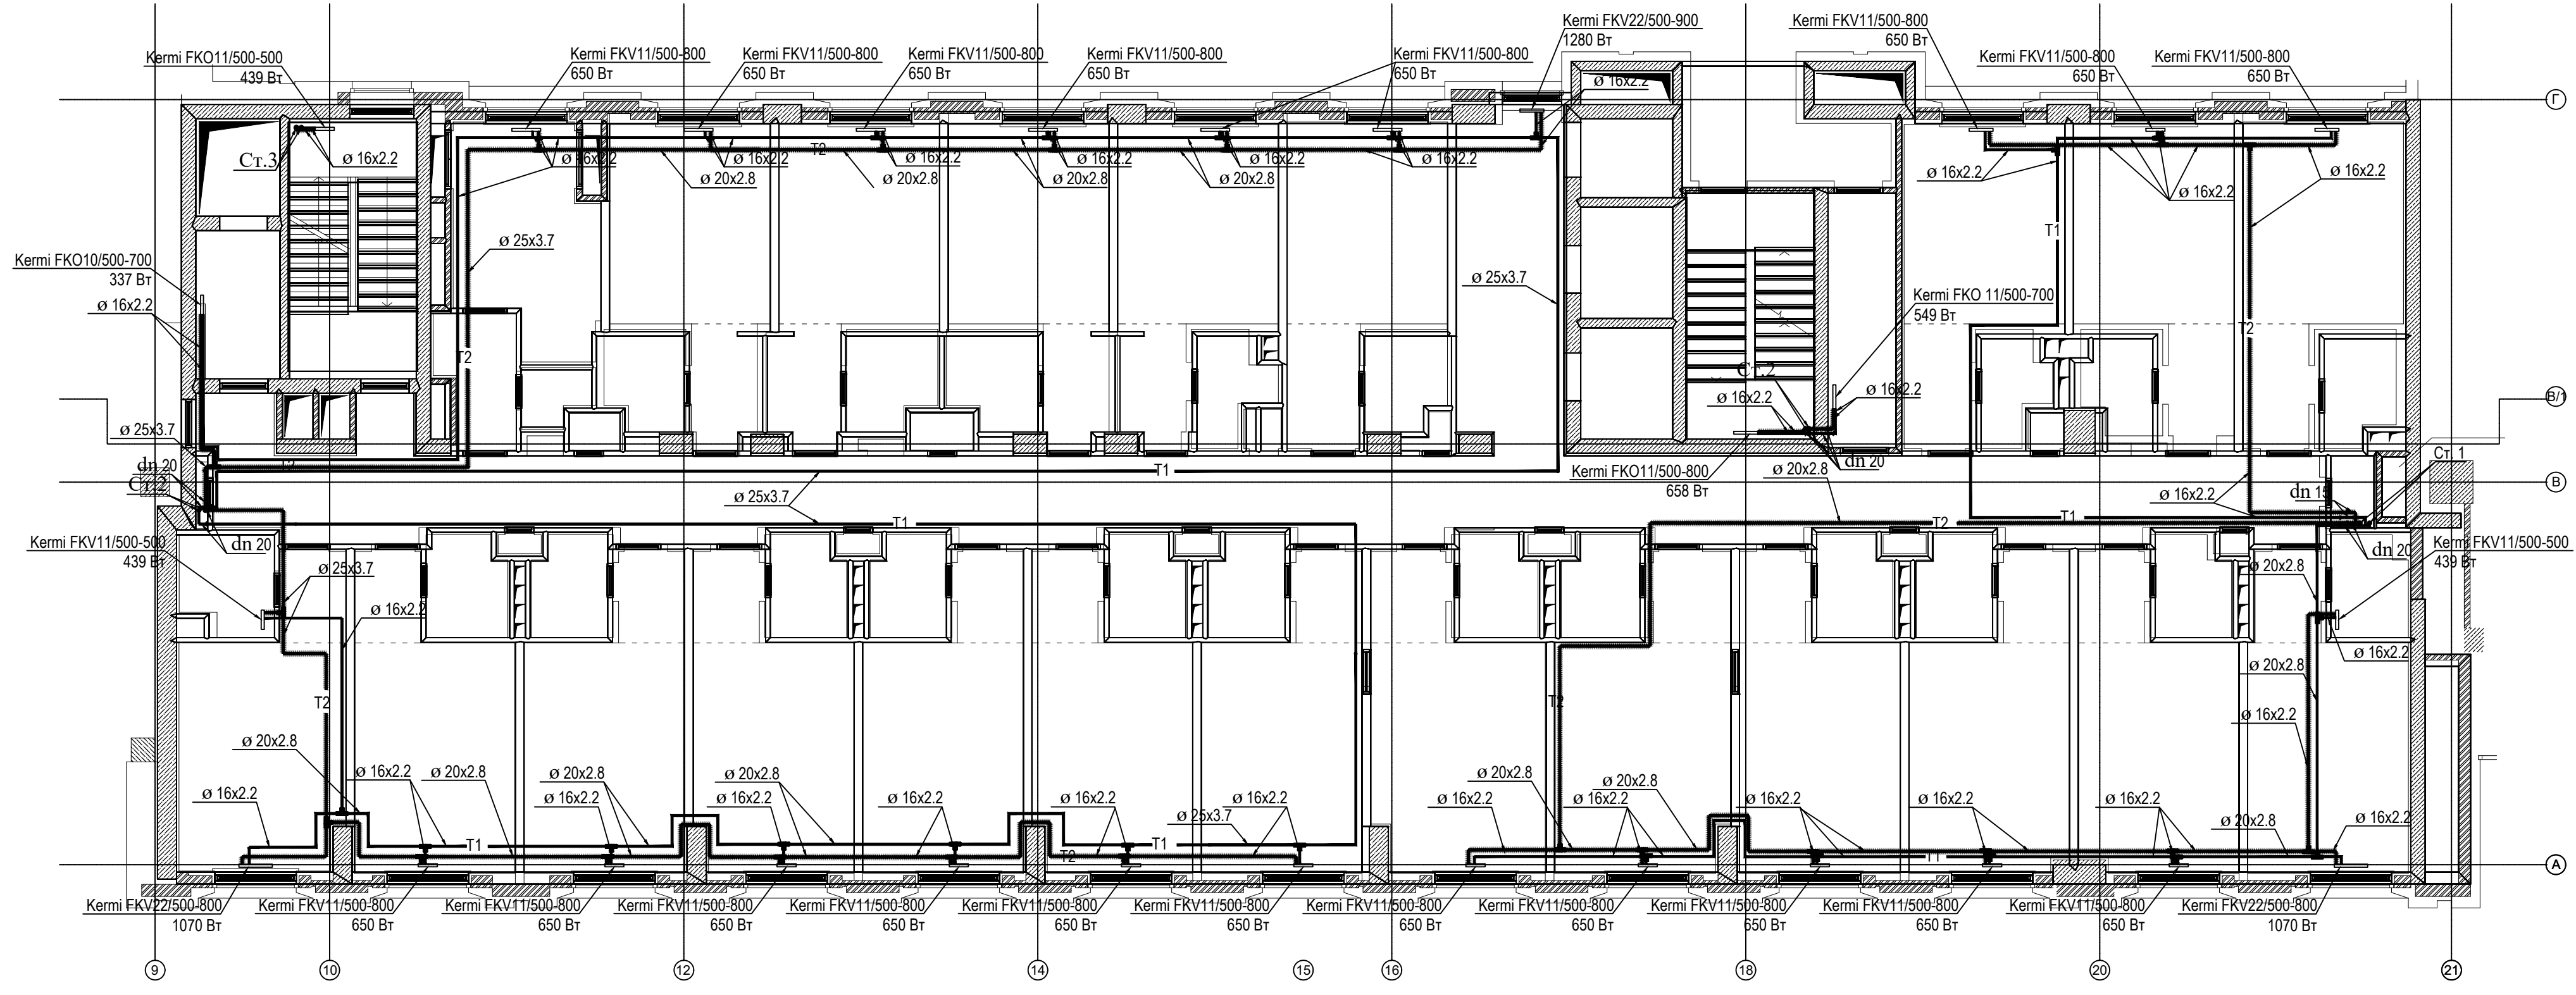 Kermi FKV22/500-900
1280 Вт
Kermi FKV11/500-800
650 Вт
Kermi FKO11/500-500
439 Вт
Kermi FKV11/500-800
650 Вт
Kermi FKV11/500-800
650 Вт
Kermi FKV11/500-800
650 Вт
Kermi FKV11/500-800
650 Вт
Kermi FKV11/500-800
650 Вт
Kermi FKV11/500-800
650 Вт
Kermi FKV11/500-800
650 Вт
ø 16x2.2
Г
Ст.3
ø 16x2.2
ø 16x2.2
ø 16x2.2
T2
ø 16x2.2
ø 16x2.2
ø 16x2.2
ø 16x2.2
ø 20x2.8
ø 20x2.8
ø 20x2.8
ø 20x2.8
ø 16x2.2
ø 16x2.2
ø 16x2.2
T1
ø 25x3.7
Kermi FKO10/500-700
337 Вт
ø 25x3.7
ø 16x2.2
Kermi FKO 11/500-700
549 Вт
T2
T2
Ст.2
ø 16x2.2
ø 16x2.2
В/1
ø 25x3.7
dn 20
Ст.2
T2
T1
ø 25x3.7
Kermi FKO11/500-800
658 Вт
ø 20x2.8
dn 20
Ст. 1
ø 16x2.2
dn 15
В
T1
T2
T1
dn 20
dn 20
Kermi FKV11/500-500
439 Вт
Kermi FKV11/500-500
439 Вт
ø 25x3.7
ø 20x2.8
ø 16x2.2
ø 16x2.2
ø 20x2.8
T2
T2
ø 16x2.2
ø 20x2.8
ø 16x2.2
ø 20x2.8
ø 20x2.8
ø 20x2.8
ø 20x2.8
ø 20x2.8
ø 16x2.2
ø 16x2.2
ø 16x2.2
ø 16x2.2
ø 16x2.2
ø 25x3.7
ø 16x2.2
ø 16x2.2
ø 16x2.2
ø 16x2.2
ø 16x2.2
ø 16x2.2
ø 20x2.8
ø 16x2.2
T1
T2
T1
T1
А
Kermi FKV22/500-800
1070 Вт
Kermi FKV11/500-800
650 Вт
Kermi FKV11/500-800
650 Вт
Kermi FKV11/500-800
650 Вт
Kermi FKV11/500-800
650 Вт
Kermi FKV11/500-800
650 Вт
Kermi FKV11/500-800
650 Вт
Kermi FKV11/500-800
650 Вт
Kermi FKV11/500-800
650 Вт
Kermi FKV11/500-800
650 Вт
Kermi FKV11/500-800
650 Вт
Kermi FKV11/500-800
650 Вт
Kermi FKV22/500-800
1070 Вт
9
10
12
14
15
16
18
20
21